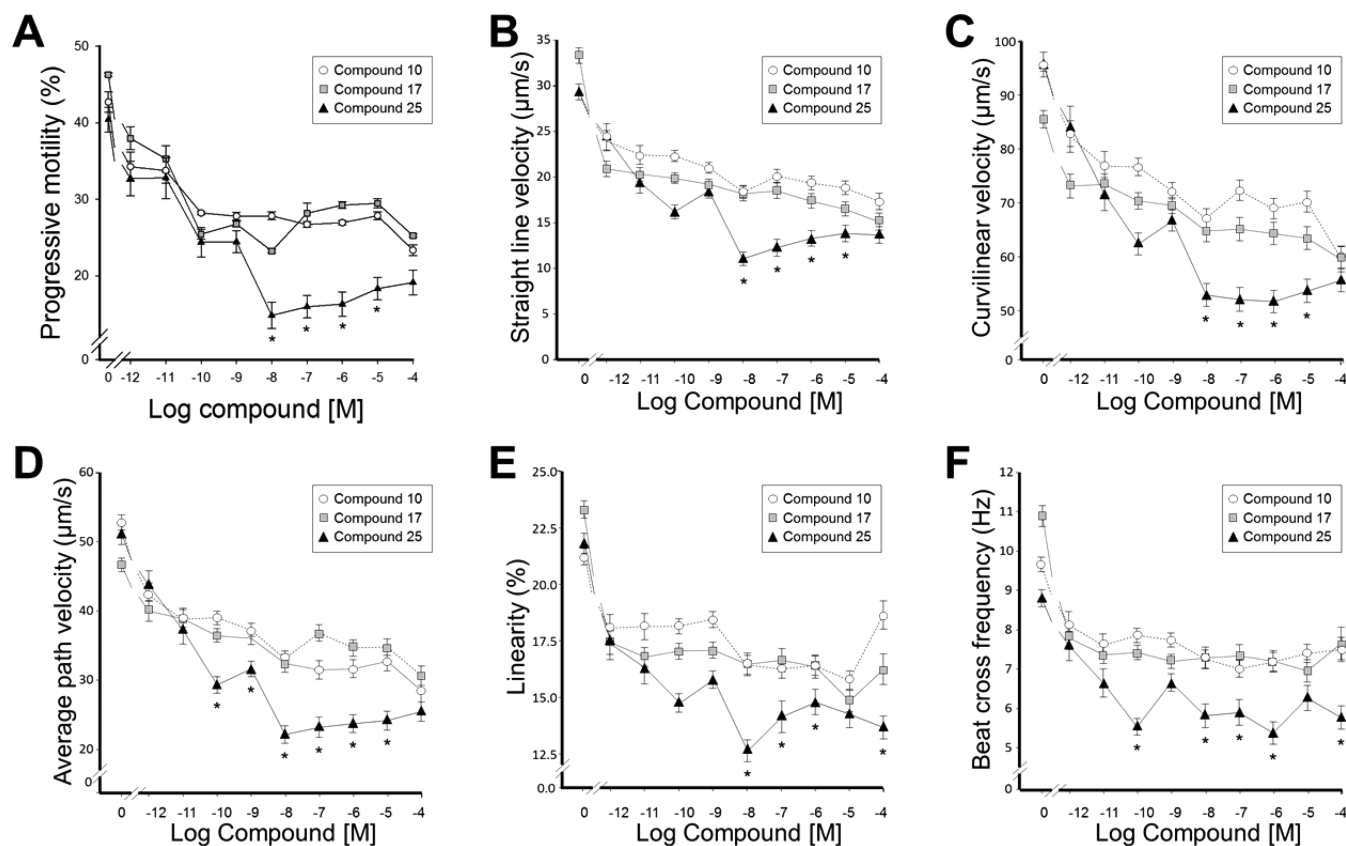 A
Progressive motility (%)
50
40
30
20
0
0 -12 -11 -10 -9 -8 -7 -6 -5 -4
Log compound [M]
Compound 10
Compound 17
Compound 25
* * * *
B
Straight line velocity (µm/s)
35
30
25
20
15
10
5
0
0 -12 -11 -10 -9 -8 -7 -6 -5 -4
Log Compound [M]
Compound 10
Compound 17
Compound 25
* * * *
C
Curvilinear velocity (µm/s)
100
90
80
70
60
50
0
0 -12 -11 -10 -9 -8 -7 -6 -5 -4
Log Compound [M]
Compound 10
Compound 17
Compound 25
* * * *
D
Average path velocity (µm/s)
60
50
40
30
20
0
0 -12 -11 -10 -9 -8 -7 -6 -5 -4
Log Compound [M]
Compound 10
Compound 17
Compound 25
* * * * * *
E
Linearity (%)
25.0
22.5
20.0
17.5
15.0
12.5
0.0
0 -12 -11 -10 -9 -8 -7 -6 -5 -4
Log Compound [M]
Compound 10
Compound 17
Compound 25
* * * *
F
Beat cross frequency (Hz)
12
11
10
9
8
7
6
5
0
0 -12 -11 -10 -9 -8 -7 -6 -5 -4
Log Compound [M]
Compound 10
Compound 17
Compound 25
* * * * *